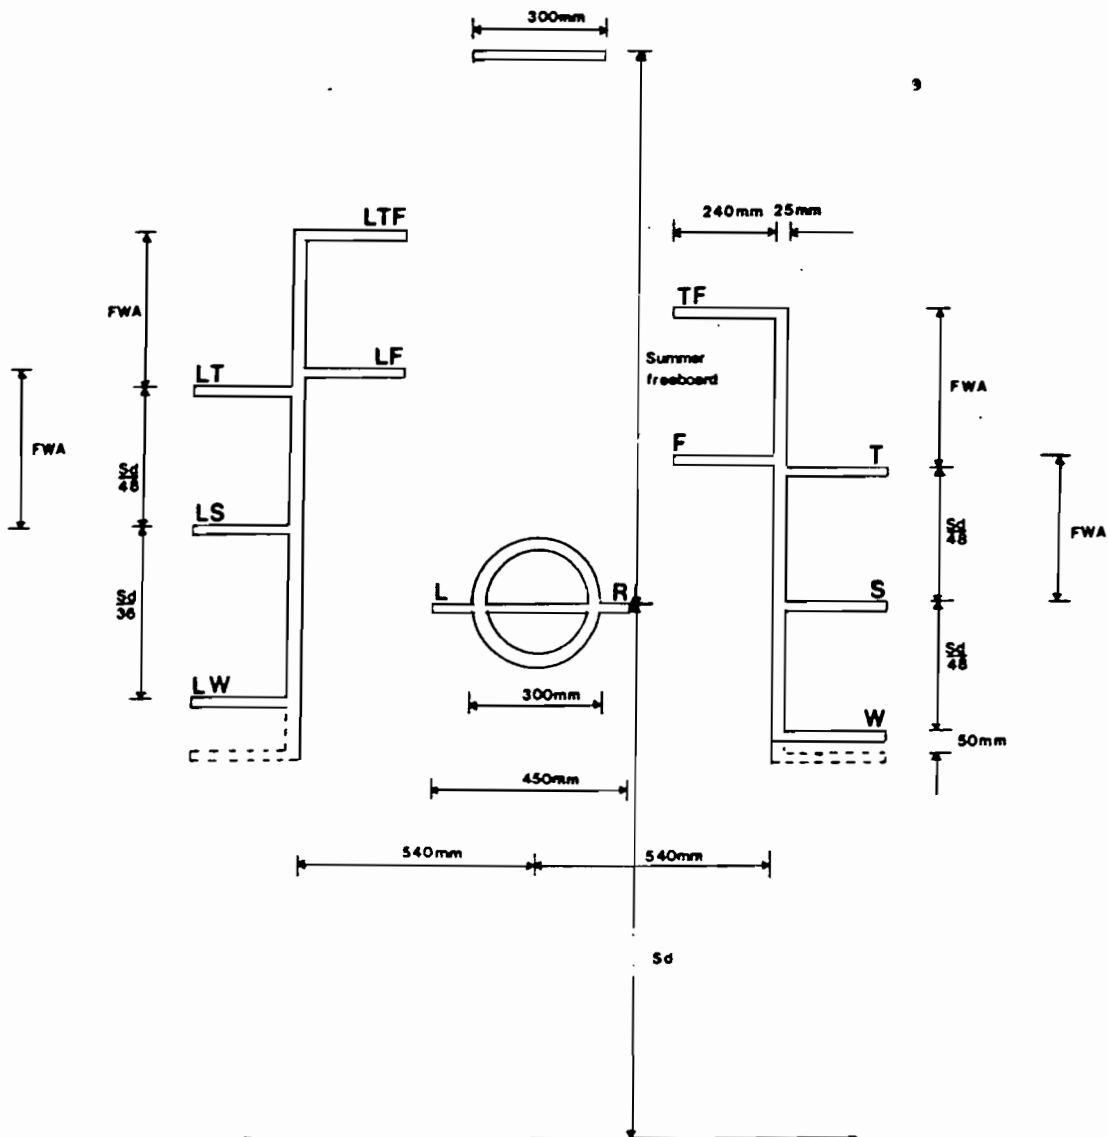 300mm
9
LTF
240mm 25mm
FWA
TF
LF
LT
Summer
freeboard
FWA
FWA
F
T
Sd
48
Sd
48
FWA
LS
L
R
S
Sd
36
Sd
48
LW
300mm
W
50mm
450mm
540mm
540mm
Sd